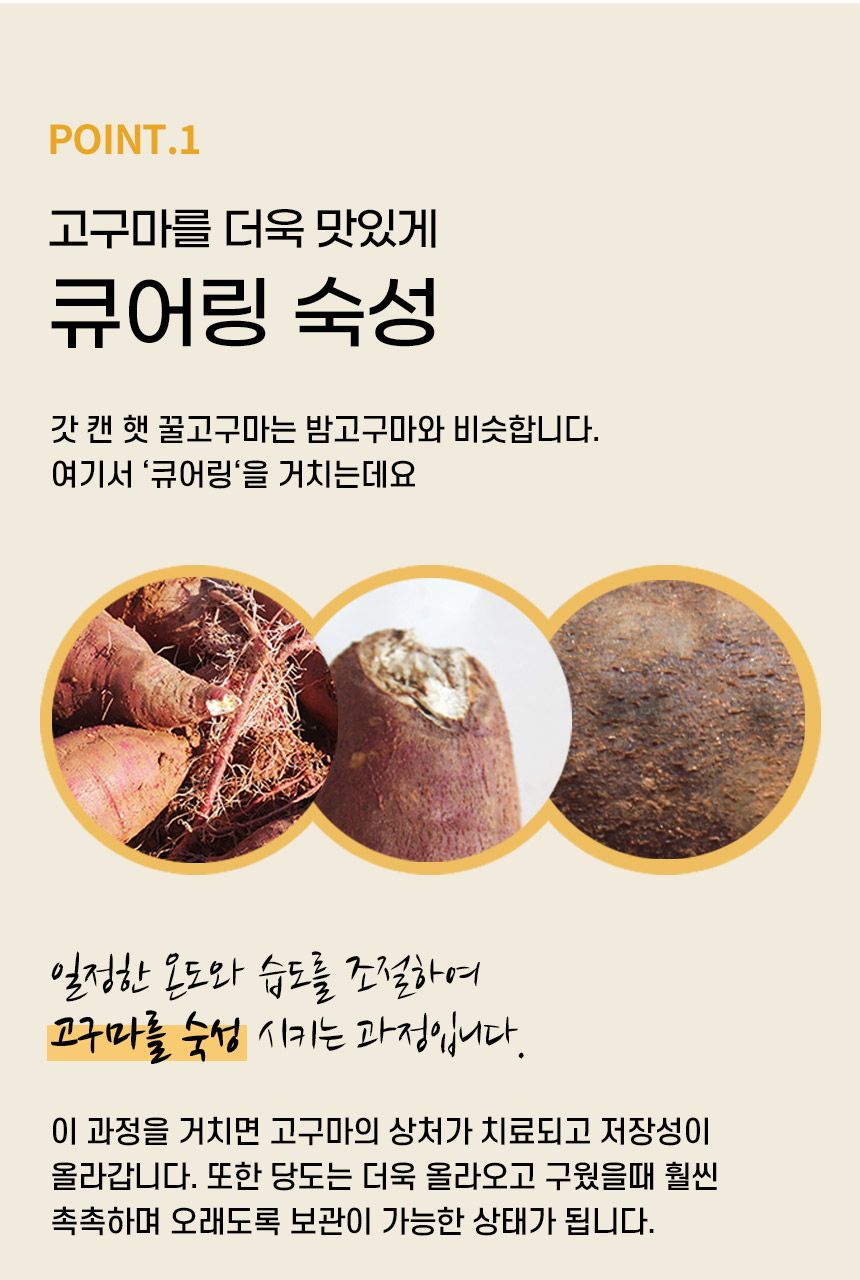 POINT.1
고구마를 더욱 맛있게
큐어링 숙성
갓 캔 햇 꿀고구마는 밤고구마와 비슷합니다.
여기서 ‘큐어링‘을 거치는데요
일정한 온도와 습도를 조절하여
고구마를 숙성 시키는 과정입니다.
이 과정을 거치면 고구마의 상처가 치료되고 저장성이
올라갑니다. 또한 당도는 더욱 올라오고 구웠을때 훨씬
촉촉하며 오래도록 보관이 가능한 상태가 됩니다.